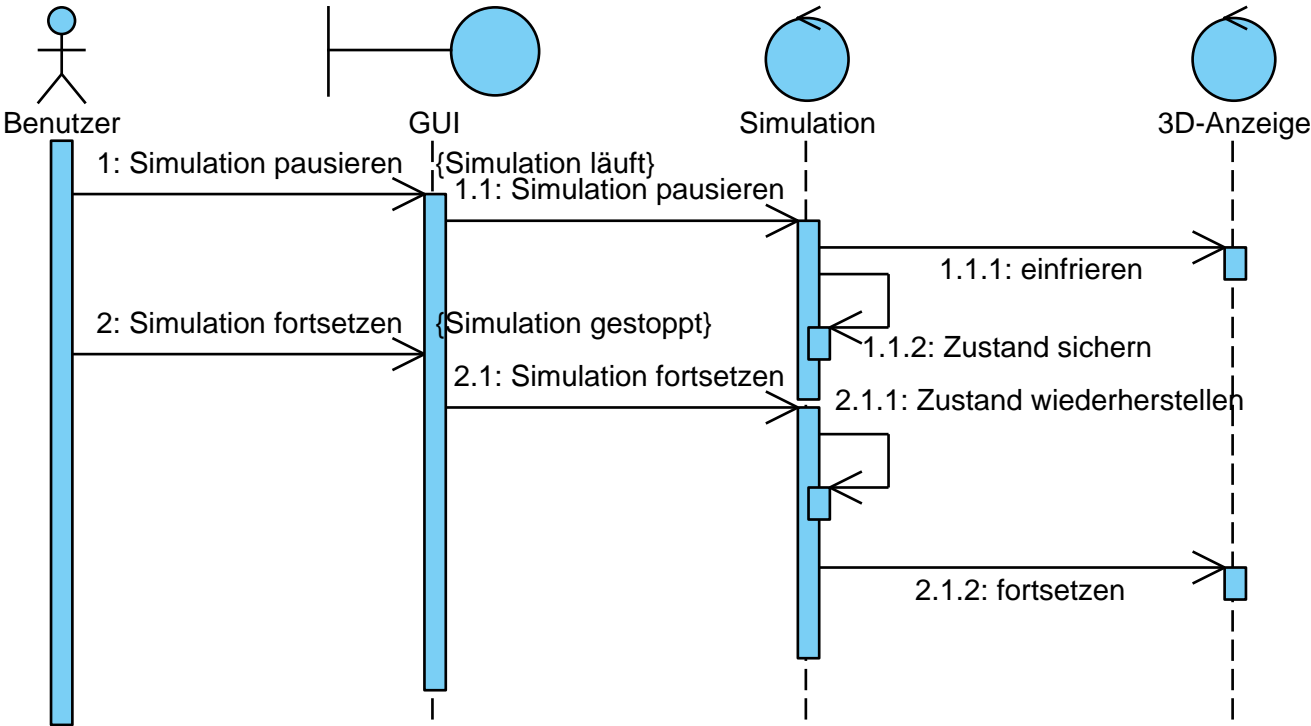 Benutzer
GUI
Simulation
3D-Anzeige
1: Simulation pausieren
{Simulation läuft}
1.1: Simulation pausieren
1.1.1: einfrieren
2: Simulation fortsetzen
{Simulation gestoppt}
1.1.2: Zustand sichern
2.1: Simulation fortsetzen
2.1.1: Zustand wiederherstellen
2.1.2: fortsetzen